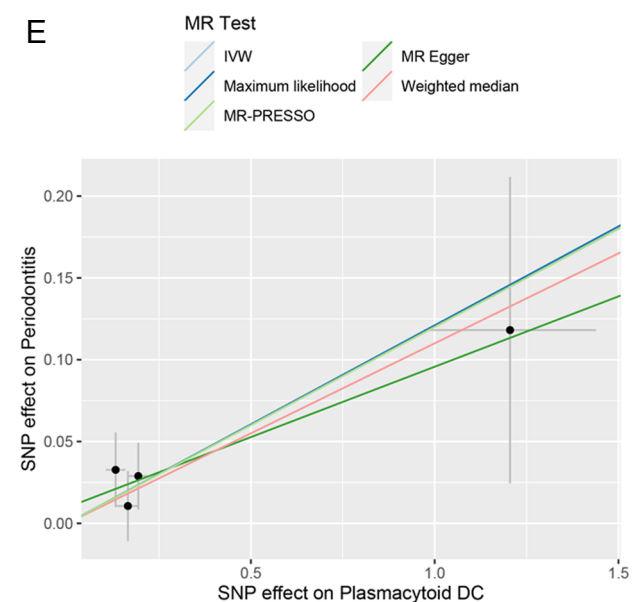 E
MR Test
IVW
MR Egger
Maximum likelihood
Weighted median
MR-PRESSO
SNP effect on Periodontitis
0.20
0.15
0.10
0.05
0.00
0.5
1.0
1.5
SNP effect on Plasmacytoid DC